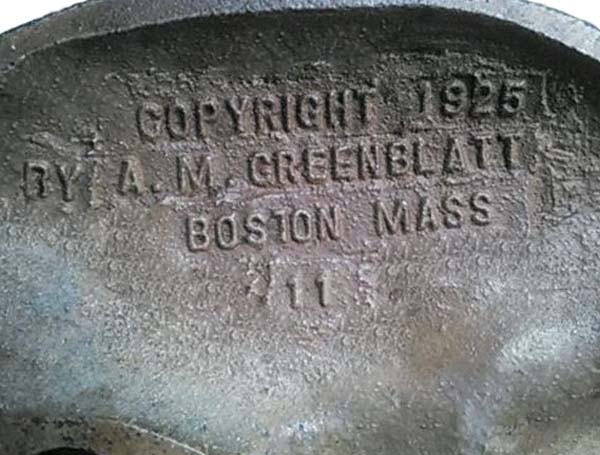 COPYRIGHT 1925
BY A. M. GREENBLATT
BOSTON MASS
11